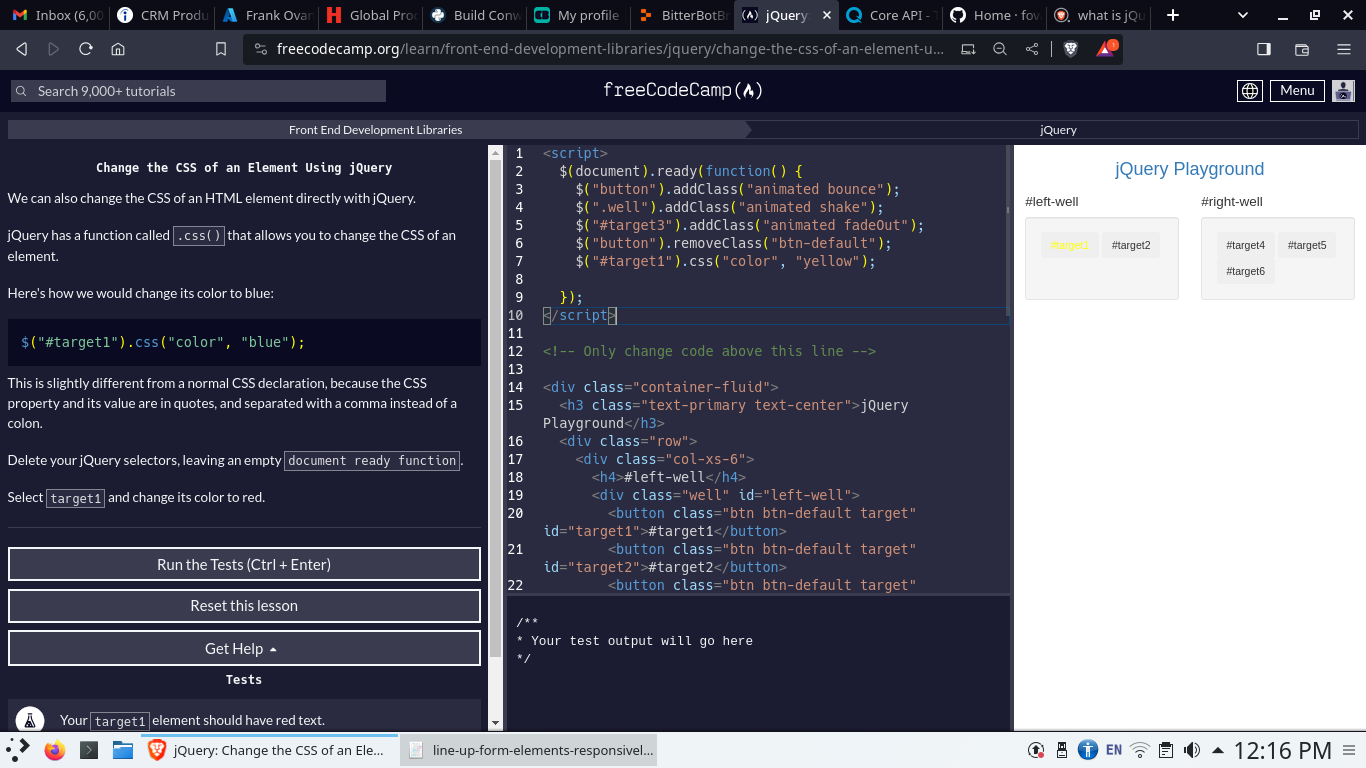 Inbox (6,00
CRM Produ
Frank Ovar
Global Proc
Build Conw
My profile
BitterBotBr
jQuery
Core API - T
Home · fov
what is jQu
freecodecamp.org/learn/front-end-development-libraries/jquery/change-the-css-of-an-element-u...
Search 9,000+ tutorials
freeCodeCamp
Menu
Front End Development Libraries
jQuery
Change the CSS of an Element Using jQuery
We can also change the CSS of an HTML element directly with jQuery.
jQuery has a function called .css() that allows you to change the CSS of an
element.
Here's how we would change its color to blue:
$("#target1").css("color", "blue");
This is slightly different from a normal CSS declaration, because the CSS
property and its value are in quotes, and separated with a comma instead of a
colon.
Delete your jQuery selectors, leaving an empty document ready function.
Select target1 and change its color to red.
Run the Tests (Ctrl + Enter)
Reset this lesson
Get Help
Tests
Your target1 element should have red text.
1 <script>
2 $(document).ready(function() {
3 $("button").addClass("animated bounce");
4 $(".well").addClass("animated shake");
5 $("#target3").addClass("animated fadeOut");
6 $("button").removeClass("btn-default");
7 $("#target1").css("color", "yellow");
8
9 });
10 </script>
11
12 <!-- Only change code above this line -->
13
14 <div class="container-fluid">
15 <h3 class="text-primary text-center">jQuery
Playground</h3>
16 <div class="row">
17 <div class="col-xs-6">
18 <h4>#left-well</h4>
19 <div class="well" id="left-well">
20 <button class="btn btn-default target"
id="target1">#target1</button>
21 <button class="btn btn-default target"
id="target2">#target2</button>
22 <button class="btn btn-default target"
/**
* Your test output will go here
*/
jQuery Playground
#left-well
#target1 #target2
#right-well
#target4 #target5
#target6
jQuery: Change the CSS of an Ele...
line-up-form-elements-responsivel...
EN
12:16 PM